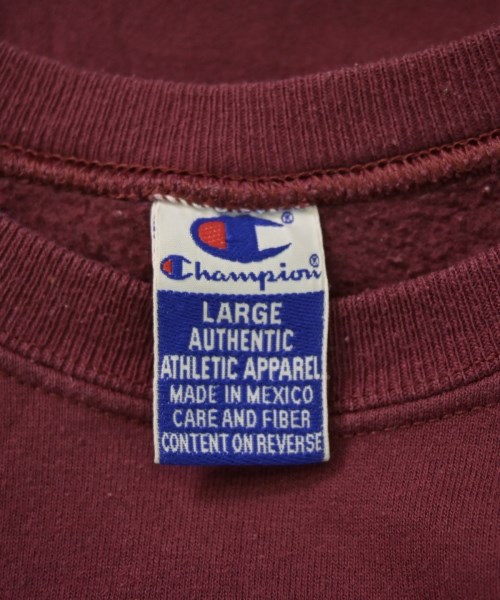 ®
Champion®
LARGE
AUTHENTIC
ATHLETIC APPAREL
MADE IN MEXICO
CARE AND FIBER
CONTENT ON REVERSE